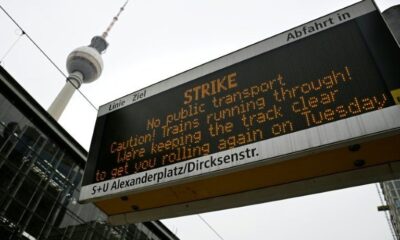 Linie Ziel Abfahrt in
STRIKE
No public transport
Caution! Trains running through!
We're keeping the track clear
to get you rolling again on Tuesday
S+U Alexanderplatz/Dircksenstr.